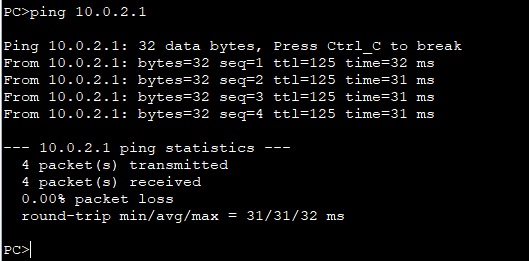 PC>ping 10.0.2.1
Ping 10.0.2.1: 32 data bytes, Press Ctrl_C to break
From 10.0.2.1: bytes=32 seq=1 ttl=125 time=32 ms
From 10.0.2.1: bytes=32 seq=2 ttl=125 time=31 ms
From 10.0.2.1: bytes=32 seq=3 ttl=125 time=31 ms
From 10.0.2.1: bytes=32 seq=4 ttl=125 time=31 ms
--- 10.0.2.1 ping statistics ---
4 packet(s) transmitted
4 packet(s) received
0.00% packet loss
round-trip min/avg/max = 31/31/32 ms
PC>